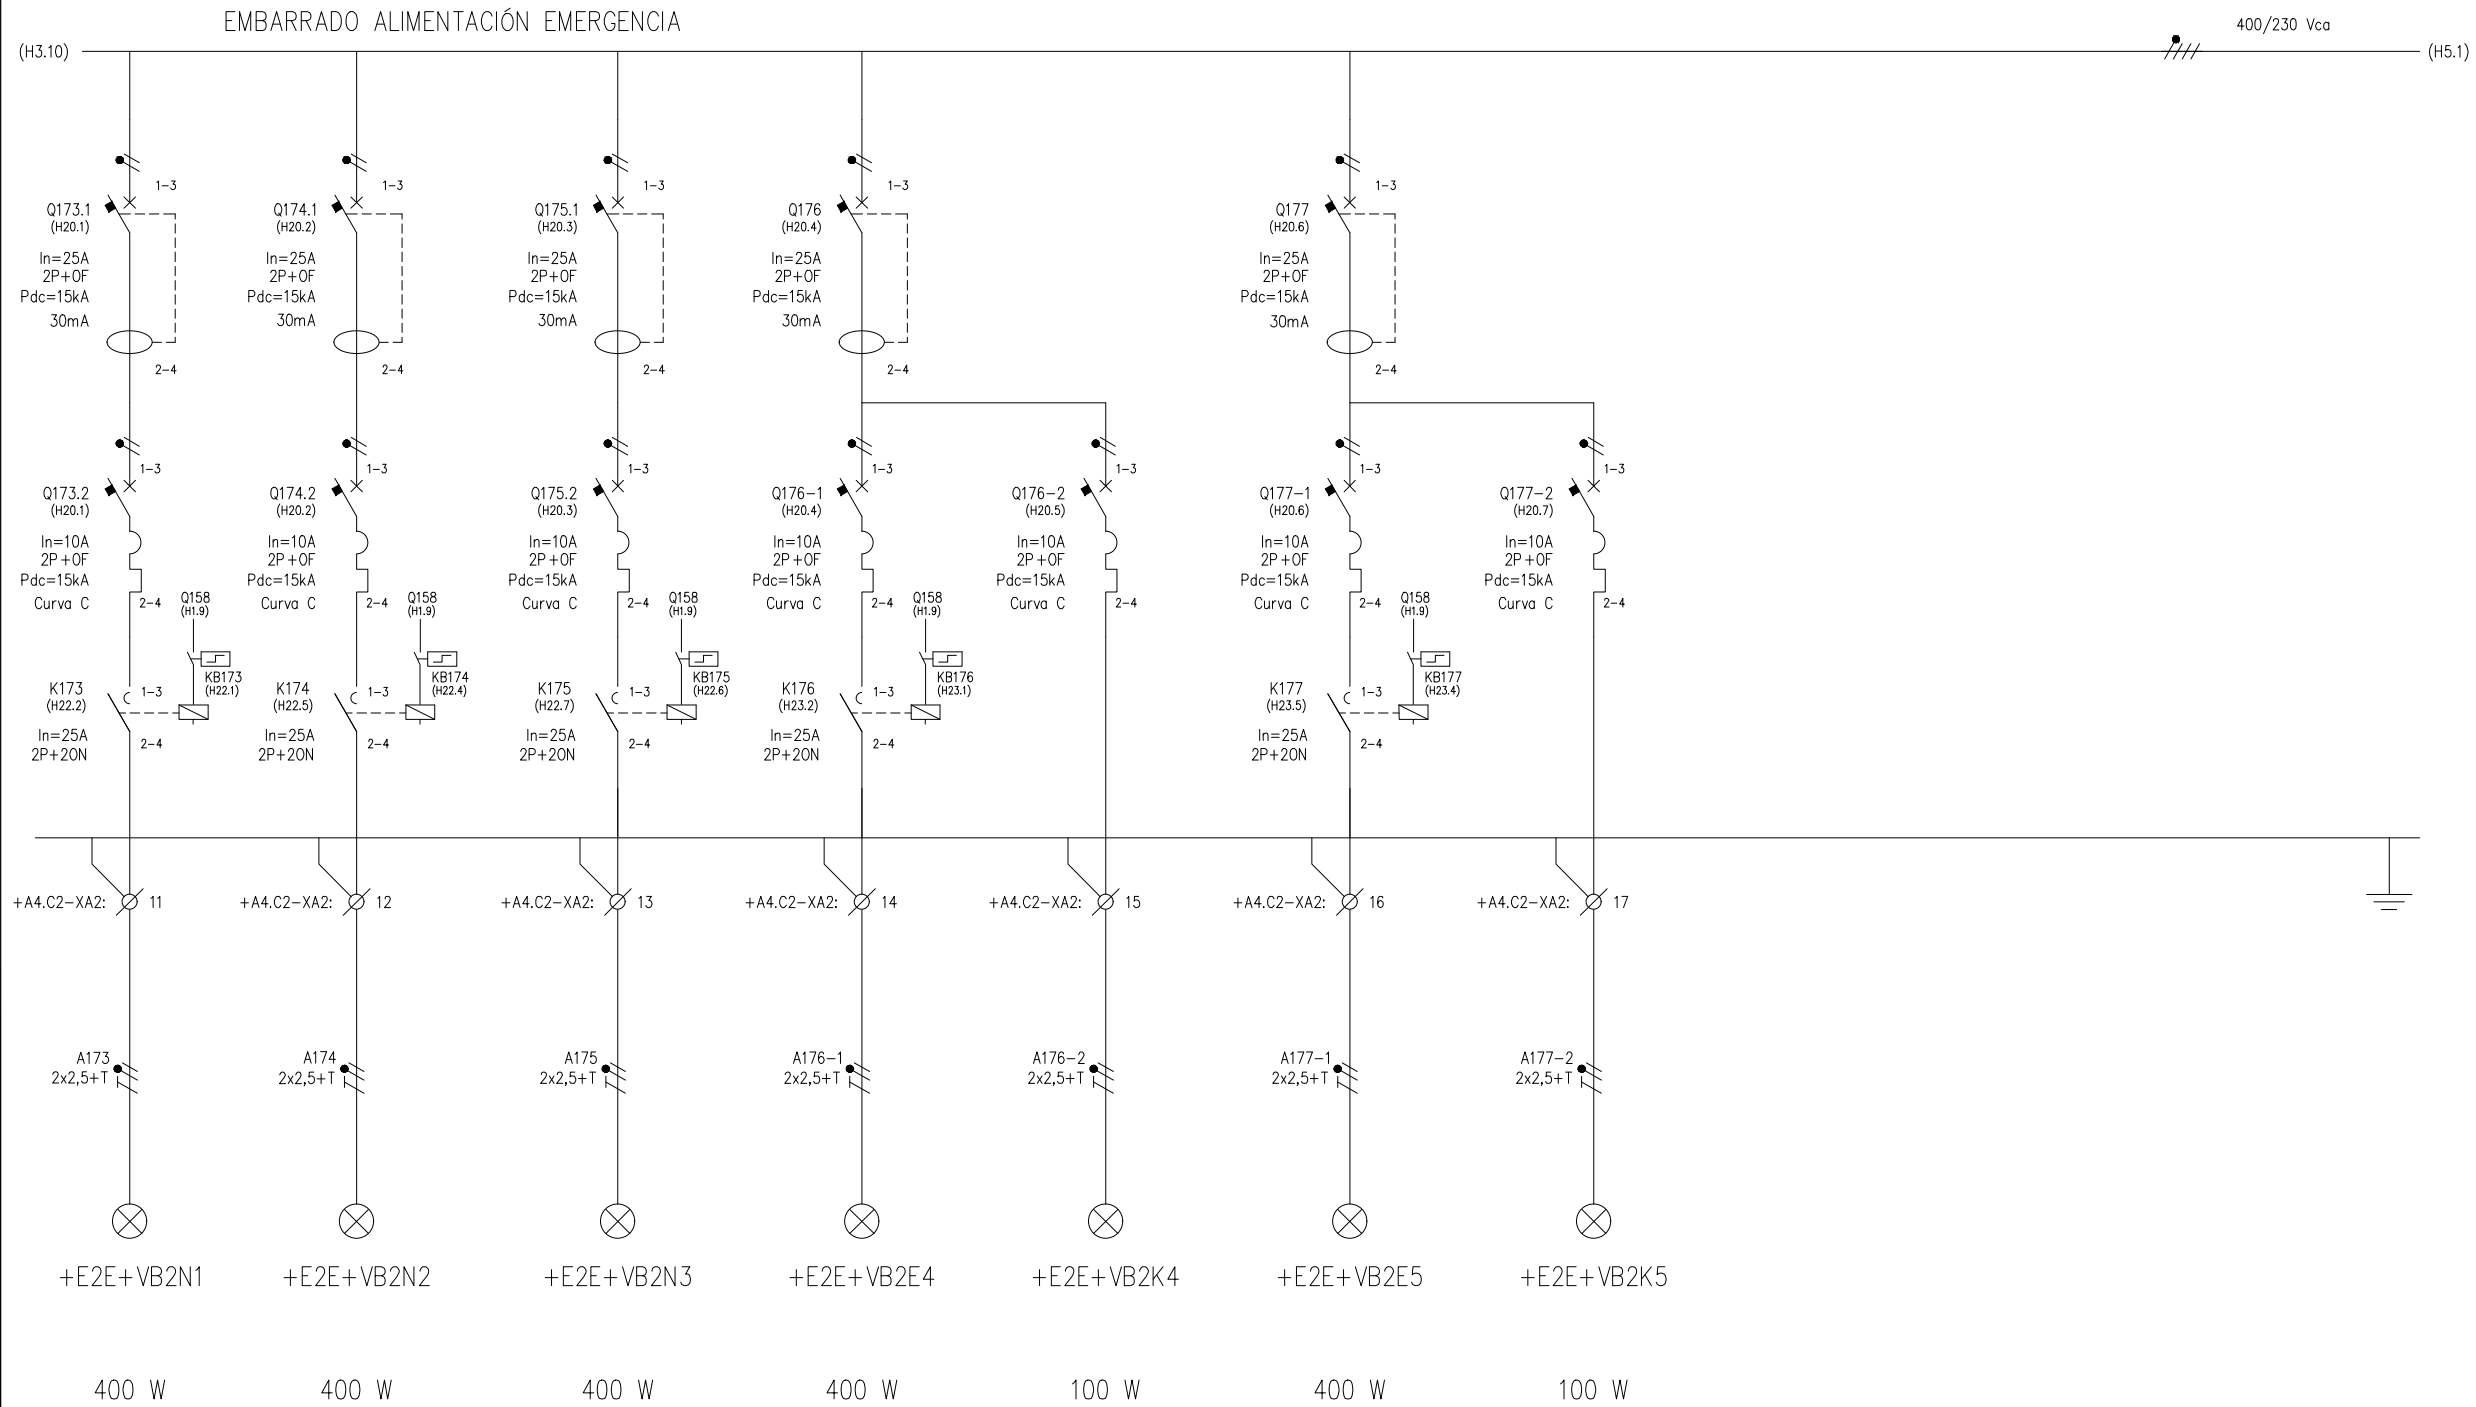 EMBARRADO ALIMENTACIÓN EMERGENCIA
400/230 Vca
(H3.10)
(H5.1)
1-3 1-3 1-3 1-3 1-3
Q173.1 Q174.1 Q175.1 Q176 Q177
(H20.1) (H20.2) (H20.3) (H20.4) (H20.6)
In=25A In=25A In=25A In=25A In=25A
2P+OF 2P+OF 2P+OF 2P+OF 2P+OF
Pdc=15kA Pdc=15kA Pdc=15kA Pdc=15kA Pdc=15kA
30mA 30mA 30mA 30mA 30mA
2-4 2-4 2-4 2-4 2-4
1-3 1-3 1-3 1-3 1-3 1-3 1-3
Q173.2 Q174.2 Q175.2 Q176-1 Q176-2 Q177-1 Q177-2
(H20.1) (H20.2) (H20.3) (H20.4) (H20.5) (H20.6) (H20.7)
In=10A In=10A In=10A In=10A In=10A In=10A In=10A
2P+OF 2P+OF 2P+OF 2P+OF 2P+OF 2P+OF 2P+OF
Pdc=15kA Pdc=15kA Pdc=15kA Pdc=15kA Pdc=15kA Pdc=15kA Pdc=15kA
Curva C 2-4 Curva C 2-4 Curva C 2-4 Curva C 2-4 Curva C 2-4 Curva C 2-4 Curva C 2-4
Q158 Q158 Q158 Q158 Q158
(H1.9) (H1.9) (H1.9) (H1.9) (H1.9)
KB173 KB174 KB175 KB176 KB177
(H22.1) (H22.4) (H22.6) (H23.1) (H23.4)
K173 1-3 K174 1-3 K175 1-3 K176 1-3 K177 1-3
(H22.2) (H22.5) (H22.7) (H23.2) (H23.5)
In=25A In=25A In=25A In=25A In=25A
2-4 2-4 2-4 2-4 2-4
2P+2ON 2P+2ON 2P+2ON 2P+2ON 2P+2ON
+A4.C2-XA2: 11 +A4.C2-XA2: 12 +A4.C2-XA2: 13 +A4.C2-XA2: 14 +A4.C2-XA2: 15 +A4.C2-XA2: 16 +A4.C2-XA2: 17
A173 A174 A175 A176-1 A176-2 A177-1 A177-2
2x2,5+T 2x2,5+T 2x2,5+T 2x2,5+T 2x2,5+T 2x2,5+T 2x2,5+T
+E2E+VB2N1 +E2E+VB2N2 +E2E+VB2N3 +E2E+VB2E4 +E2E+VB2K4 +E2E+VB2E5 +E2E+VB2K5
400 W 400 W 400 W 400 W 100 W 400 W 100 W